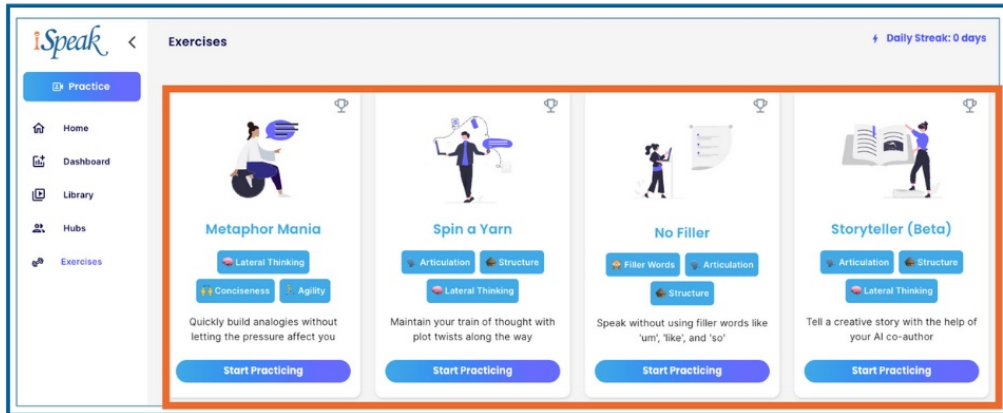 iSpeak
Exercises
Daily Streak: 0 days
Practice
Home
Dashboard
Library
Hubs
Exercises
Metaphor Mania
Lateral Thinking
Conciseness
Agility
Quickly build analogies without
letting the pressure affect you
Start Practicing
Spin a Yarn
Articulation
Structure
Lateral Thinking
Maintain your train of thought with
plot twists along the way
Start Practicing
No Filler
Filler Words
Articulation
Structure
Speak without using filler words like
'um', 'like', and 'so'
Start Practicing
Storyteller (Beta)
Articulation
Structure
Lateral Thinking
Tell a creative story with the help of
your AI co-author
Start Practicing